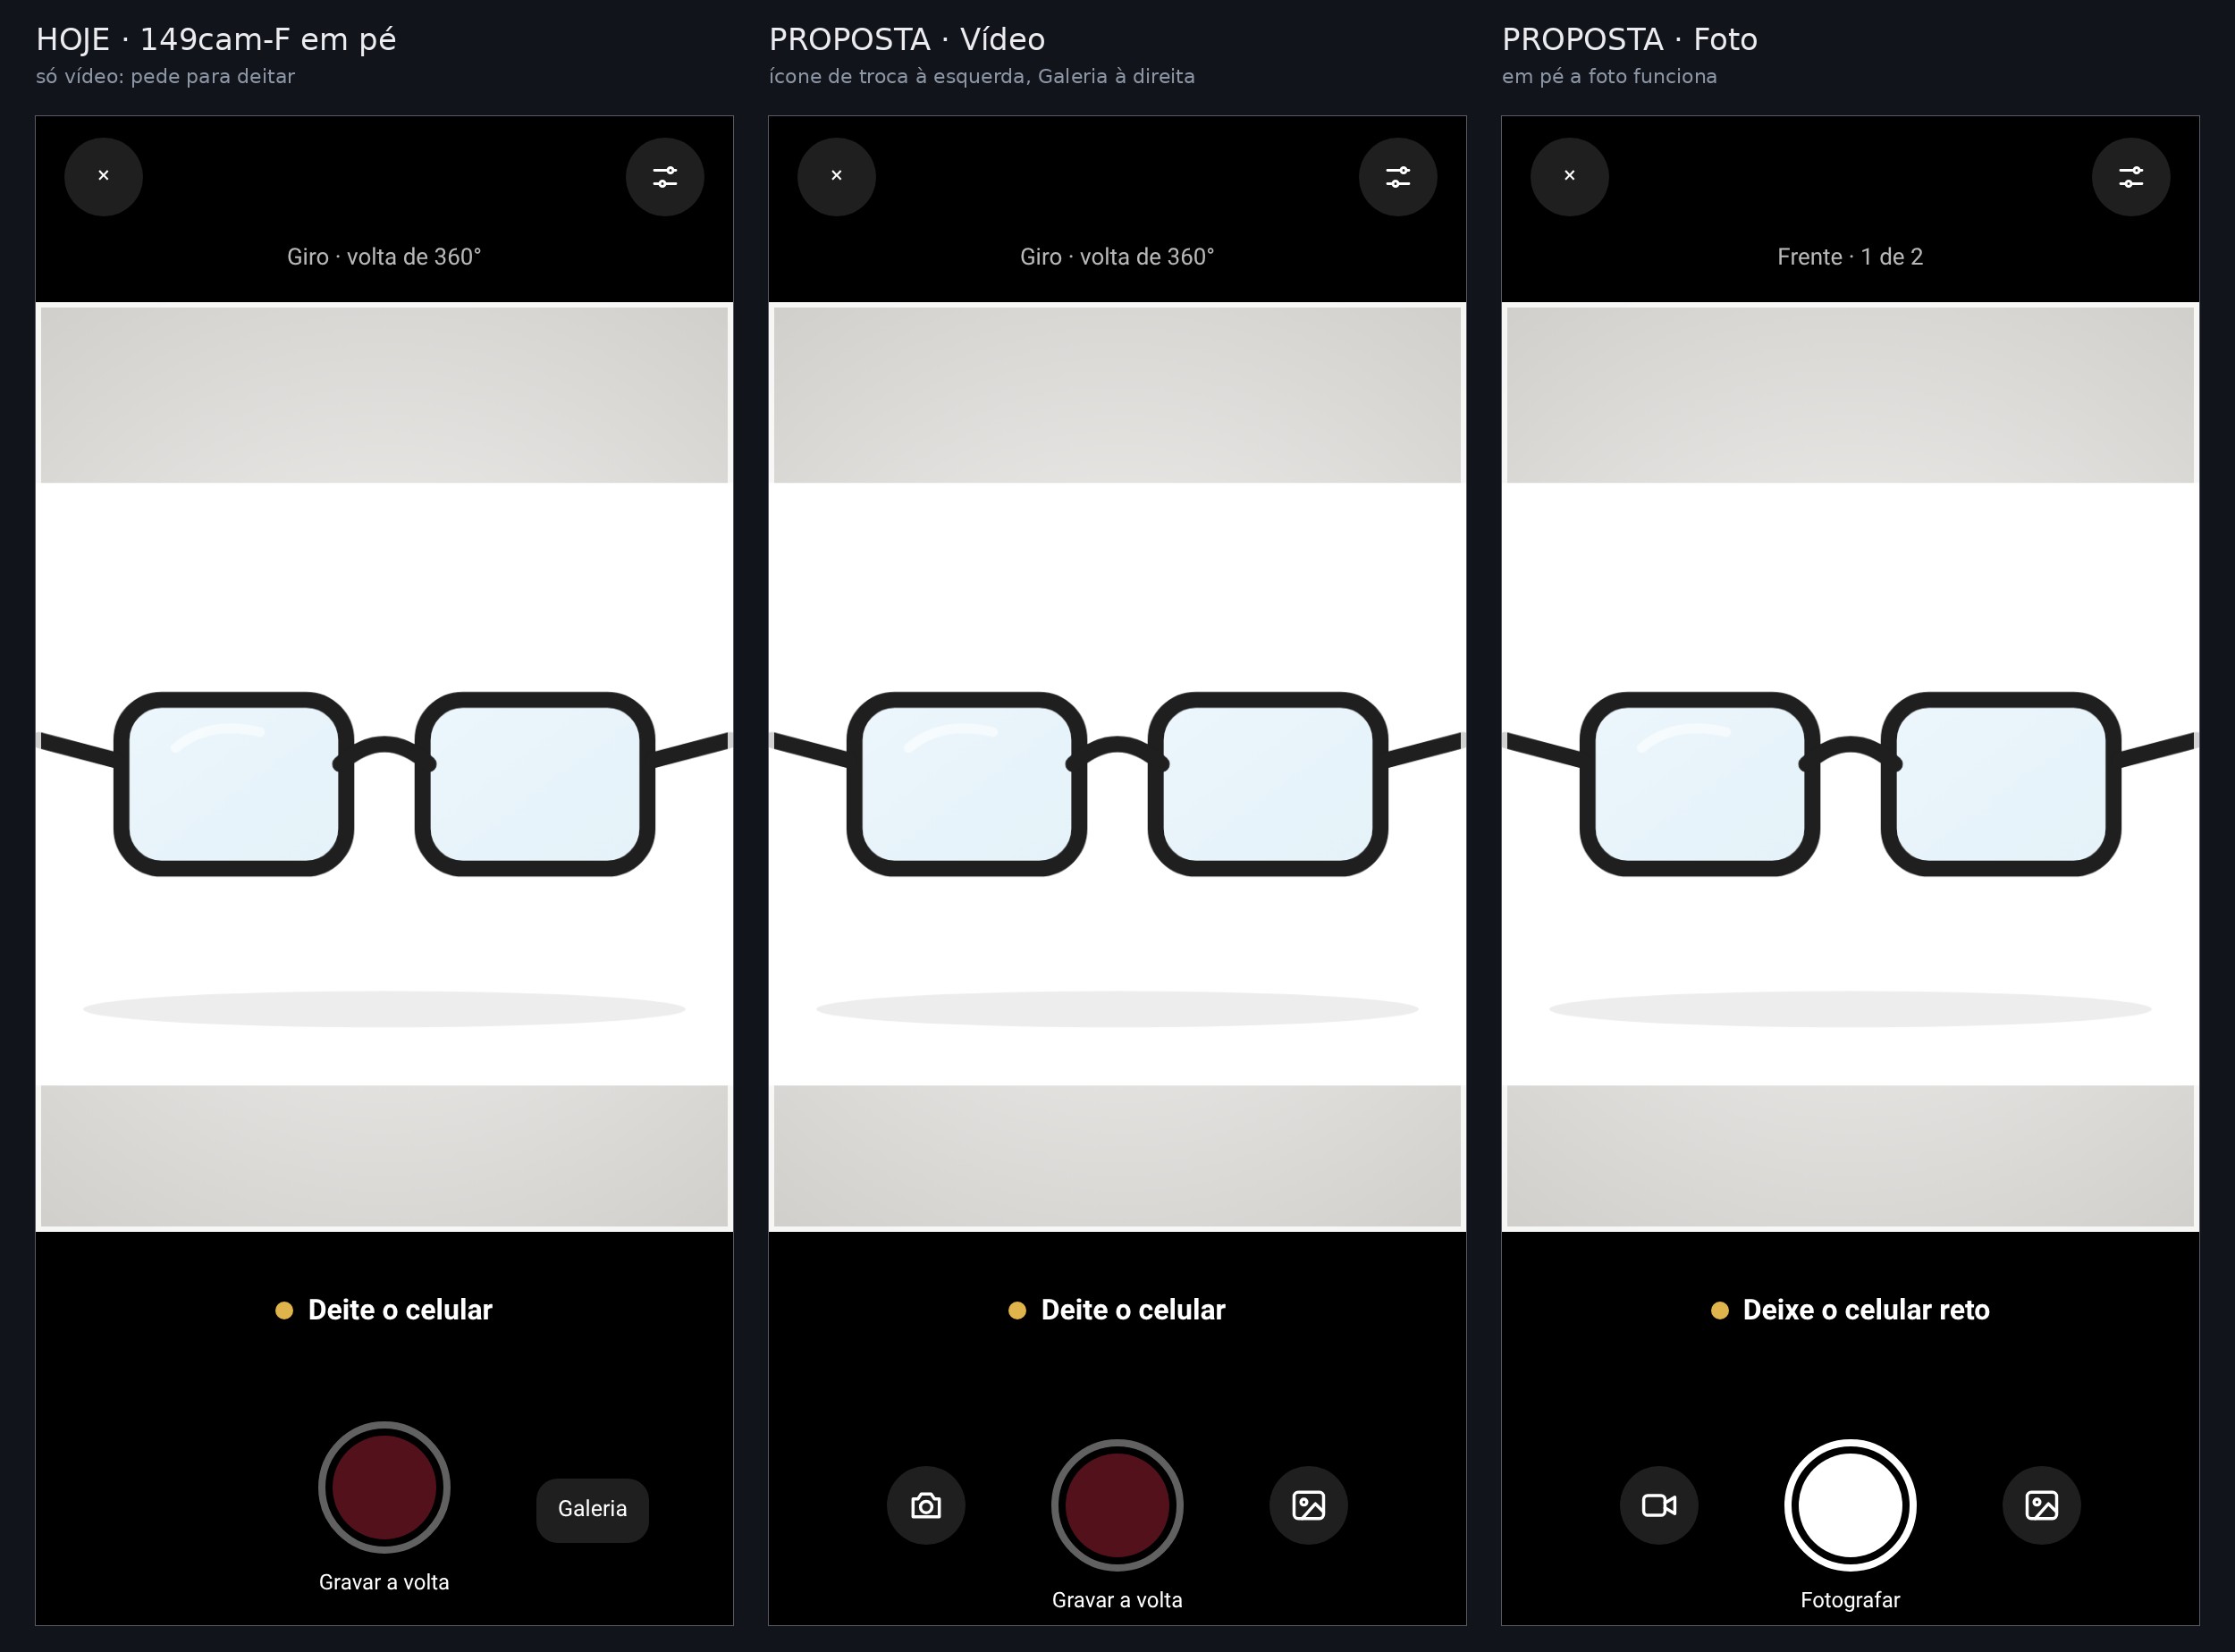 HOJE · 149cam-F em pé
só vídeo: pede para deitar
Giro · volta de 360°
Deite o celular
Galeria
Gravar a volta
PROPOSTA · Vídeo
ícone de troca à esquerda, Galeria à direita
Giro · volta de 360°
Deite o celular
Gravar a volta
PROPOSTA · Foto
em pé a foto funciona
Frente · 1 de 2
Deixe o celular reto
Fotografar